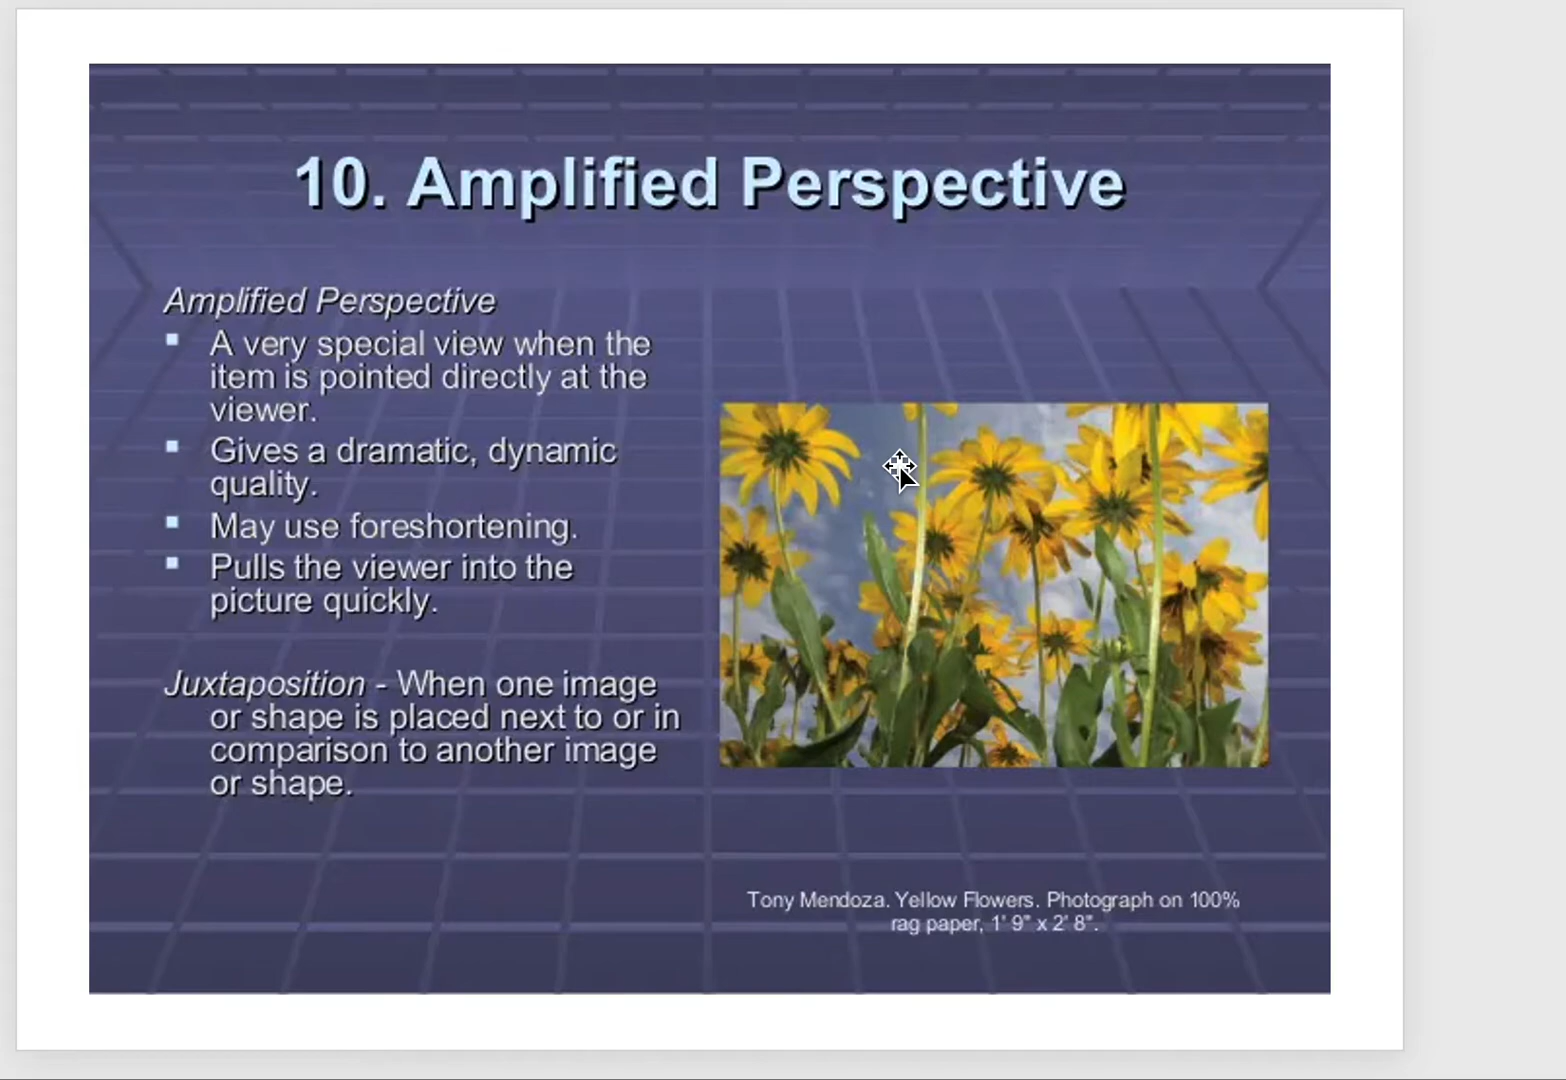 10. Amplified Perspective
Amplified Perspective
A very special view when the
item is pointed directly at the
viewer.
Gives a dramatic, dynamic
quality.
May use foreshortening.
Pulls the viewer into the
picture quickly.
Juxtaposition - When one image
or shape is placed next to or in
comparison to another image
or shape.
Tony Mendoza. Yellow Flowers. Photograph on 100%
rag paper, 1' 9" x 2' 8".